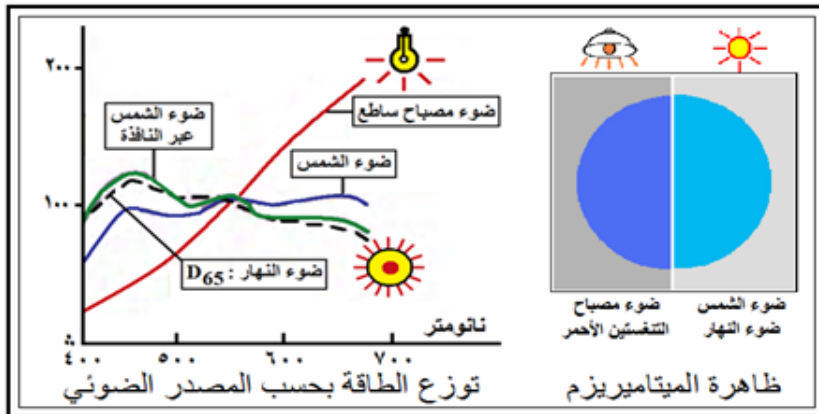 ضوء الشمس
عبر النافذة
ضوء مصباح ساطع
ضوء الشمس
ضوء النهار : D65
٢٠٠
١٠٠
٥
نانومتر
٤٠٠
٥٠٠
٦٠٠
٧٠٠
توزع الطاقة بحسب المصدر الضوئي
ضوء الشمس
ضوء النهار
ضوء مصباح
التنغستين الأحمر
ظاهرة الميتاميريزم